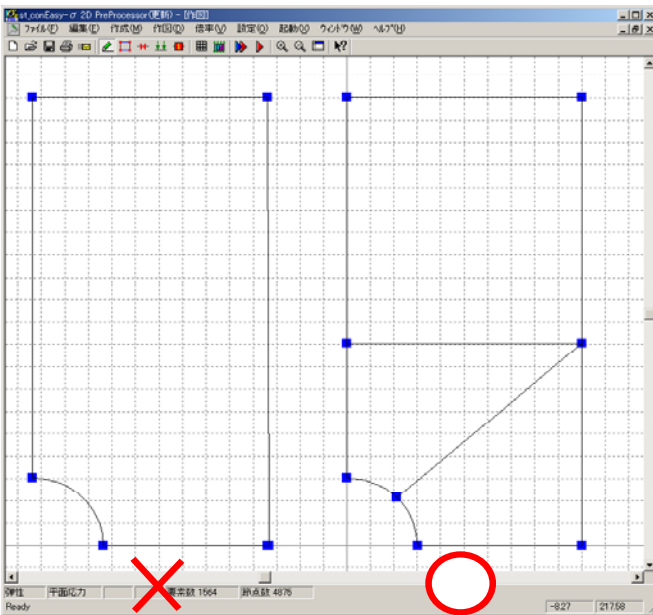 st_conEasy-σ 2D PreProcessor(更新) - [作図]
ファイル(F) 編集(E) 作成(M) 作図(D) 倍率(V) 設定(O) 起動(X) ウィンドウ(W) ヘルプ(H)
弾性 平面応力 要素数 1564 節点数 4875
Ready -8.27 217.58